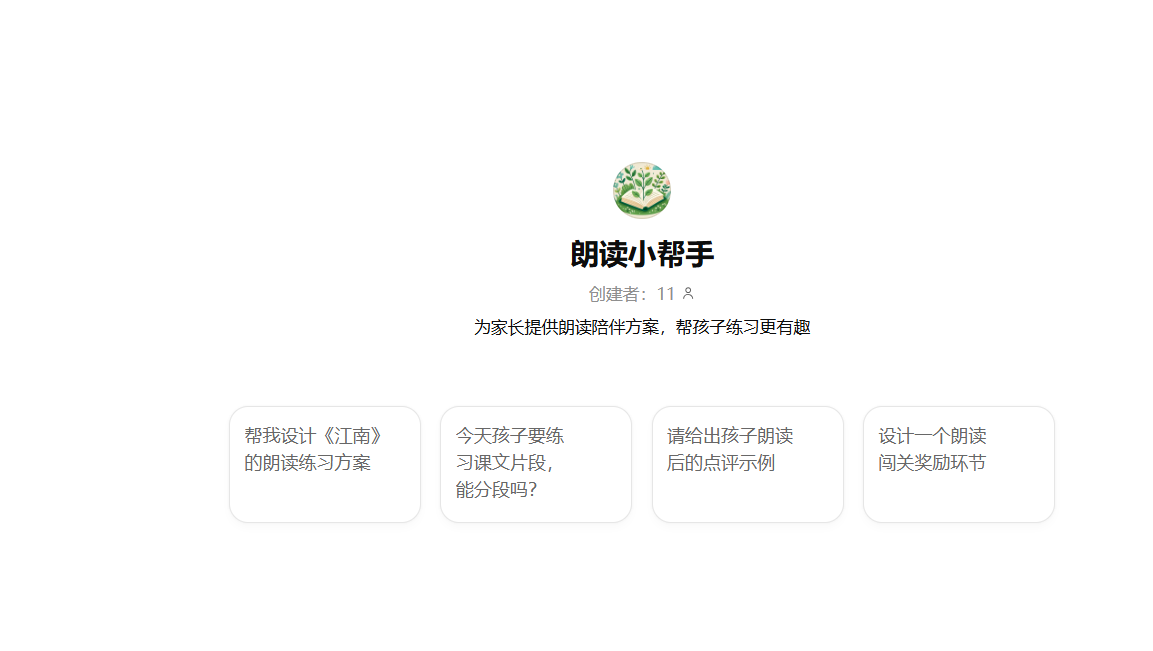 朗读小帮手
创建者：11
为家长提供朗读陪伴方案，帮孩子练习更有趣
帮我设计《江南》
的朗读练习方案
今天孩子要练
习课文片段，
能分段吗？
请给出孩子朗读
后的点评示例
设计一个朗读
闯关奖励环节